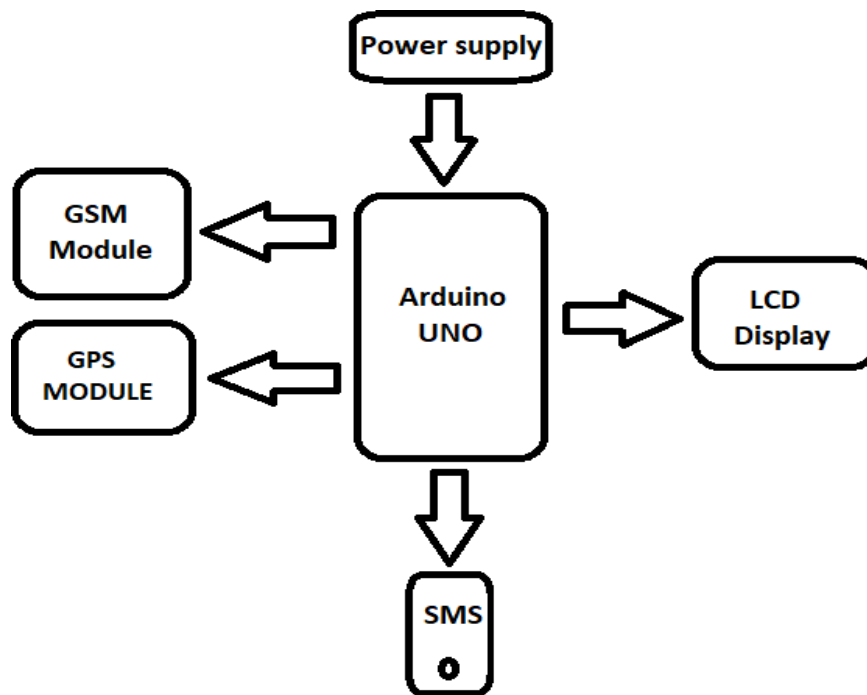 Power supply
GSM
Module
Arduino
UNO
LCD
Display
GPS
MODULE
SMS